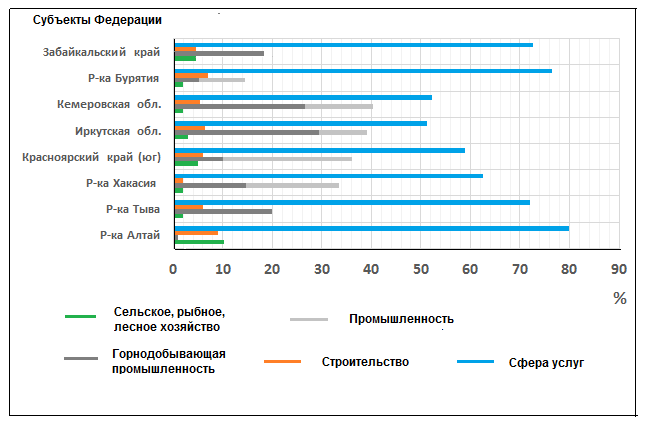 Субъекты Федерации
Забайкальский край
Р-ка Бурятия
Кемеровская обл.
Иркутская обл.
Красноярский край (юг)
Р-ка Хакасия
Р-ка Тыва
Р-ка Алтай
0 10 20 30 40 50 60 70 80 90
%
Сельское, рыбное,
лесное хозяйство
Промышленность
Горнодобывающая
промышленность
Строительство
Сфера услуг